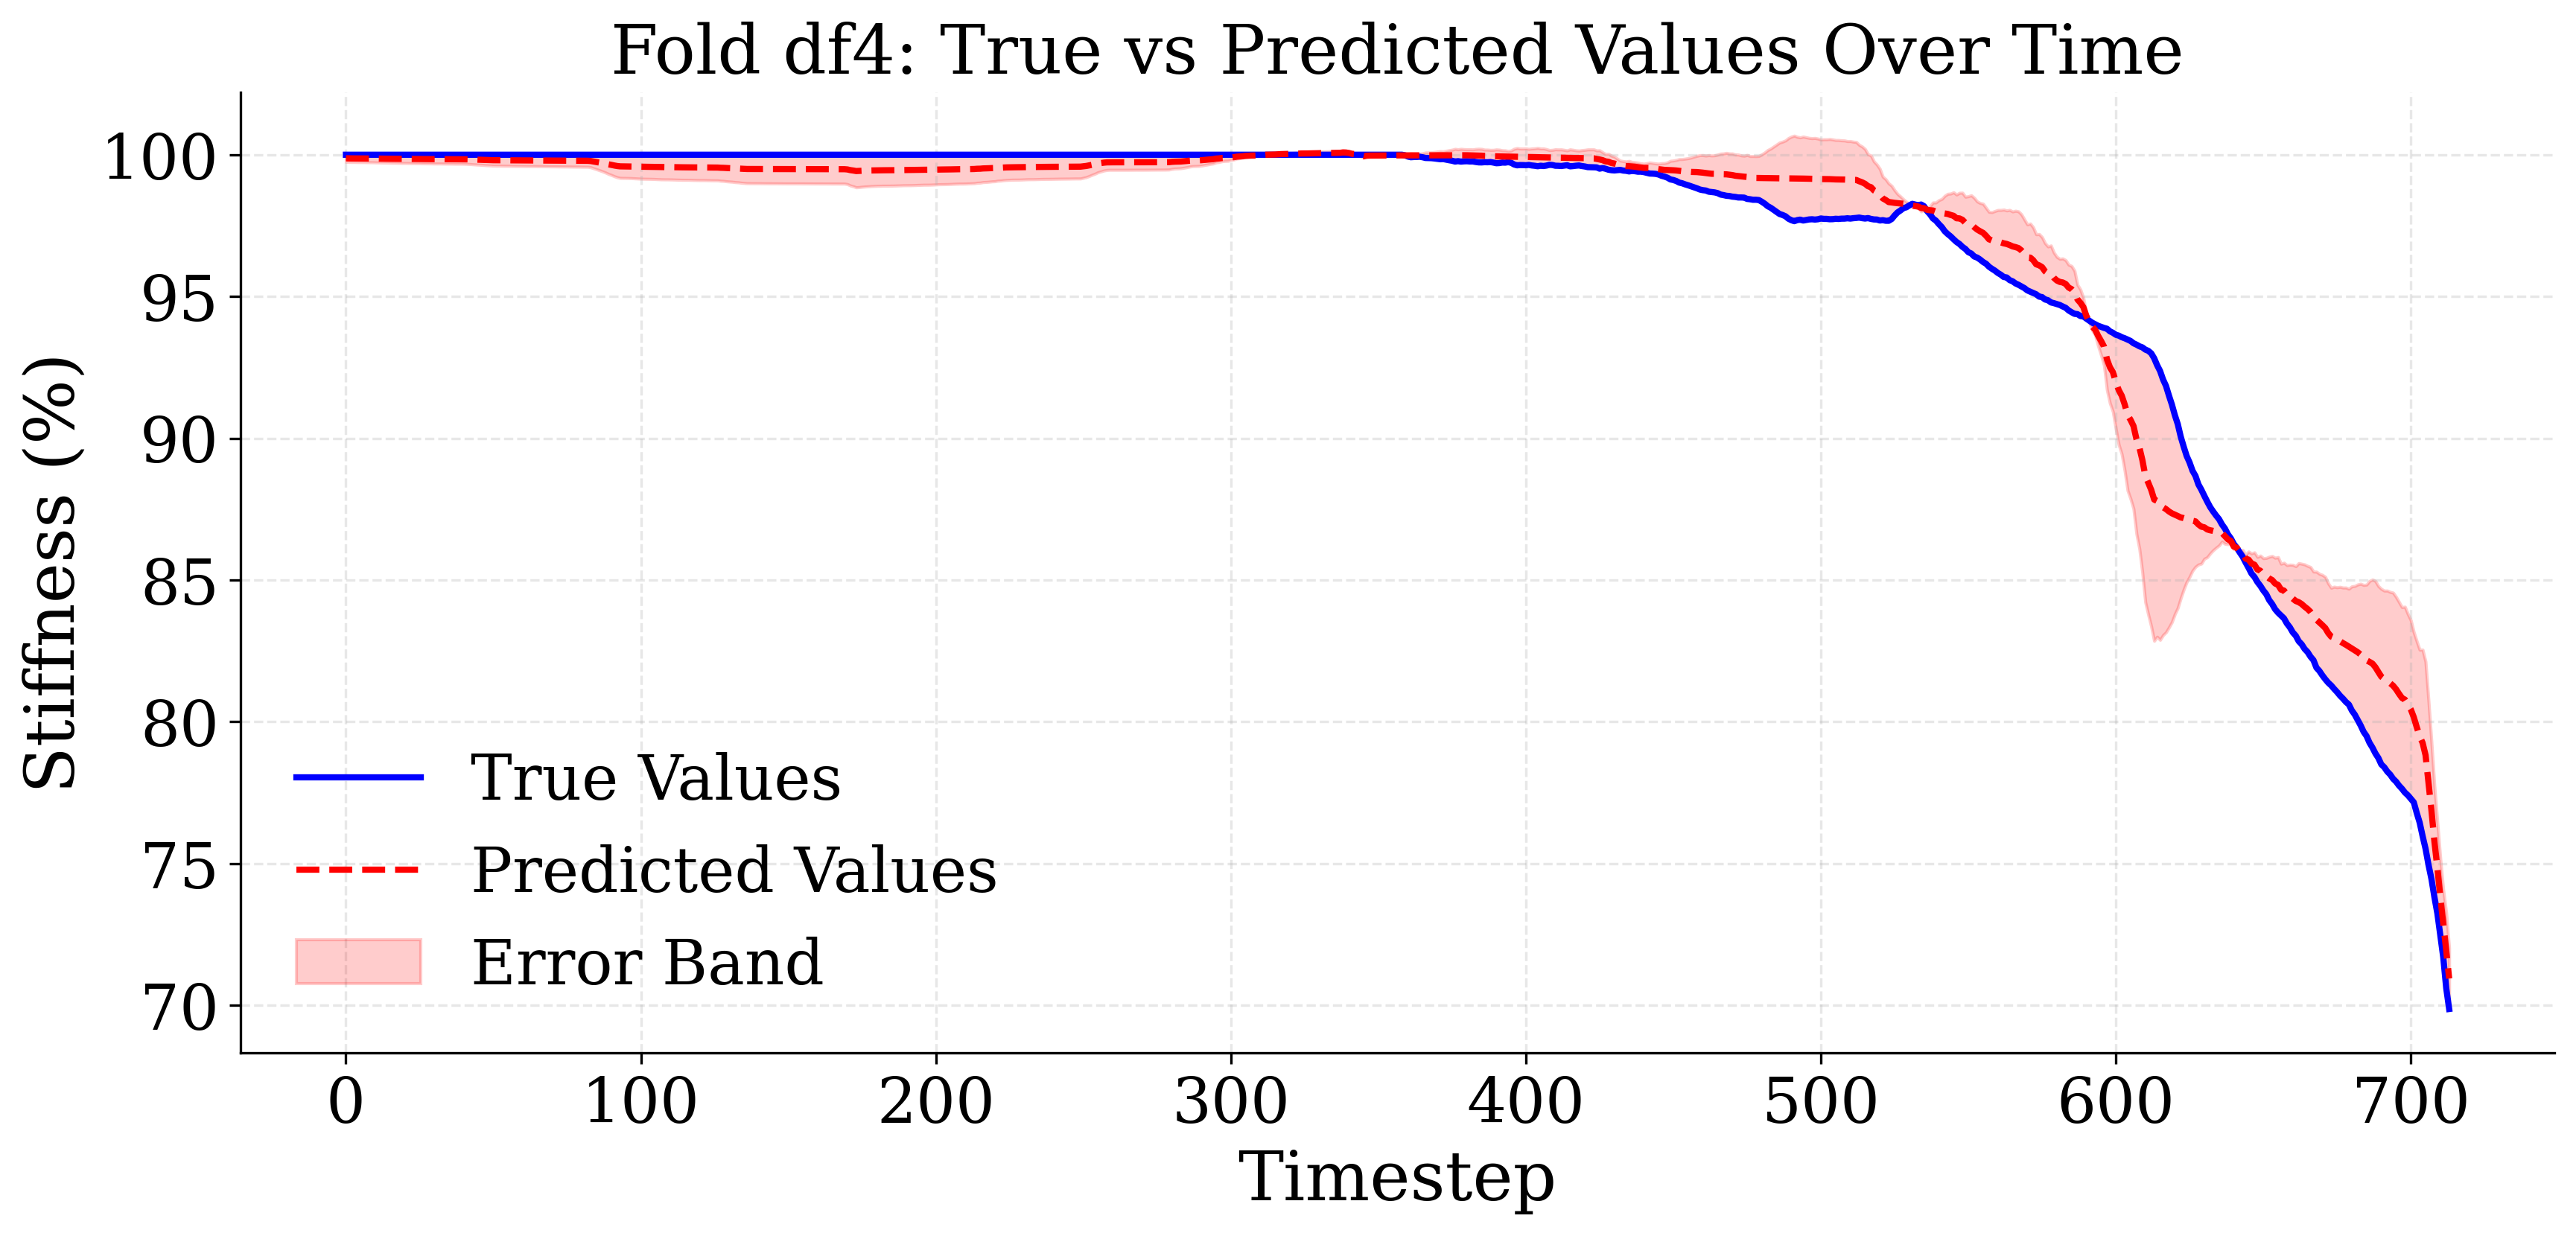 Fold df4: True vs Predicted Values Over Time
Stiffness (%)
100
95
90
85
80
75
70
True Values
Predicted Values
Error Band
0 100 200 300 400 500 600 700
Timestep